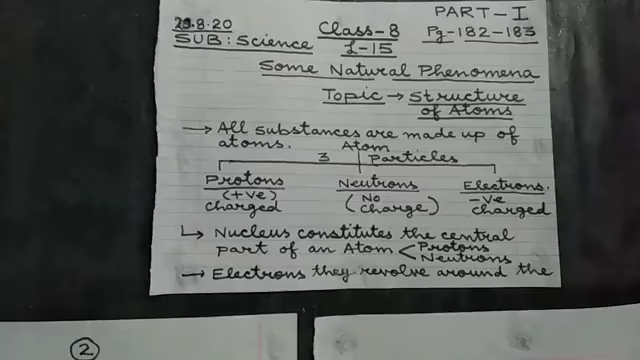 PART-I
28.8.20 Class-8 Pg-182-183
SUB: Science L-15
Some Natural Phenomena
Topic → Structure of Atoms
→ All substances are made up of atoms.
Atom
3 Particles
Protons (+Ve) charged
Neutrons (No charge)
Electrons. -Ve charged
↳ Nucleus constitutes the central
part of an Atom < Protons
Neutrons
→ Electrons they revolve around the
2